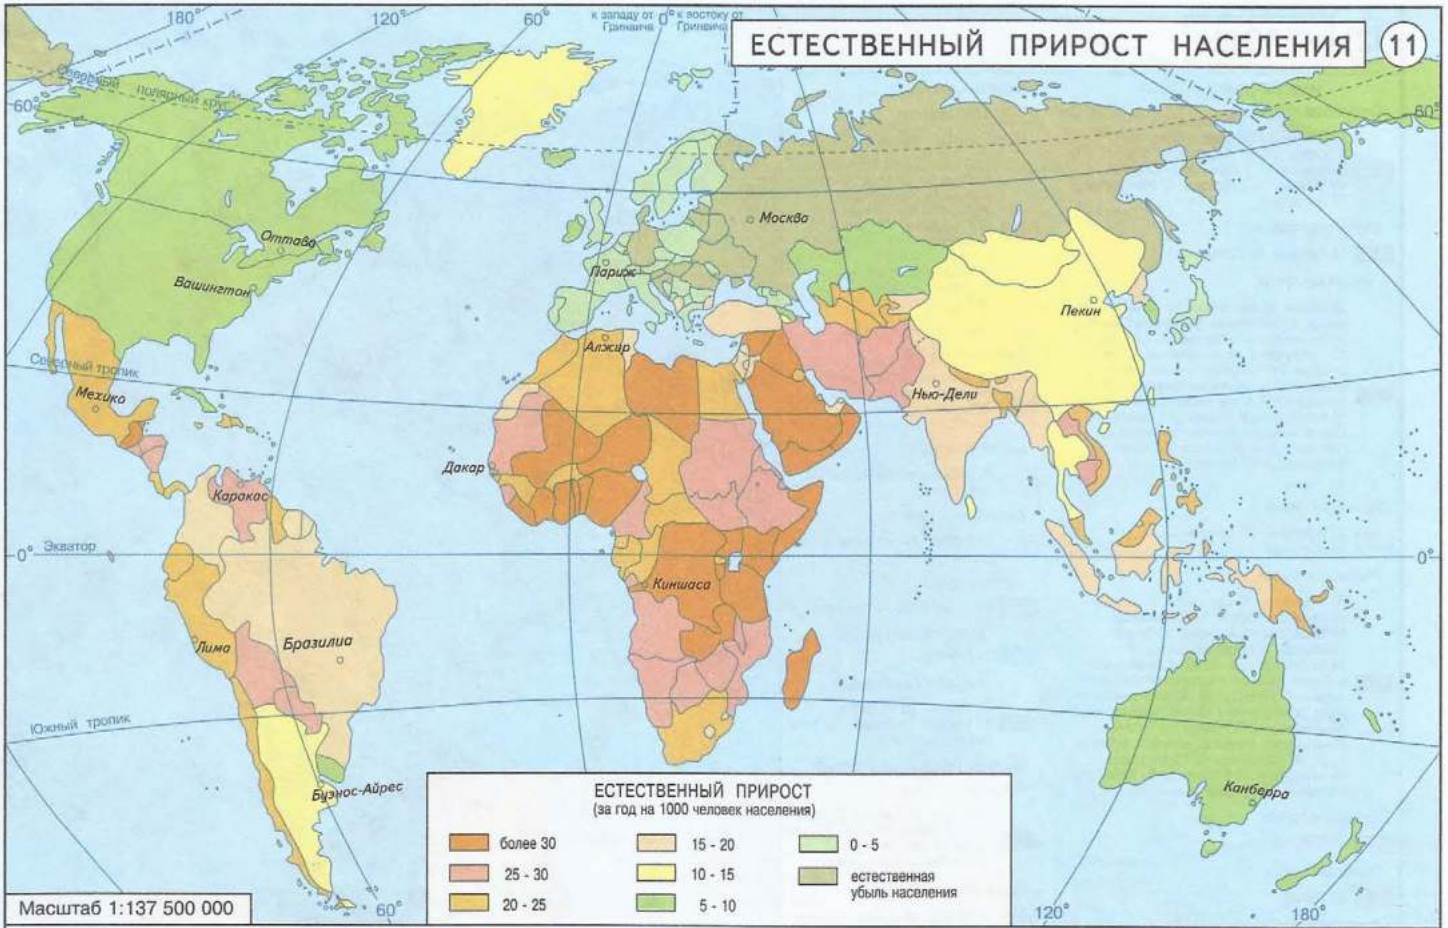 180°
120°
60°
к западу от Гринвича
0°
к востоку от Гринвича
ЕСТЕСТВЕННЫЙ ПРИРОСТ НАСЕЛЕНИЯ
11
Северный полярный круг
60°
60°
Москва
Оттава
Вашингтон
Париж
Пекин
Алжир
Северный тропик
Мехико
Нью-Дели
Дакар
Каракас
0°
Экватор
0°
Киншаса
Лима
Бразилиа
Южный тропик
Буэнос-Айрес
Канберра
ЕСТЕСТВЕННЫЙ ПРИРОСТ
(за год на 1000 человек населения)
более 30
25 - 30
20 - 25
15 - 20
10 - 15
5 - 10
0 - 5
естественная
убыль населения
Масштаб 1:137 500 000
60°
120°
180°